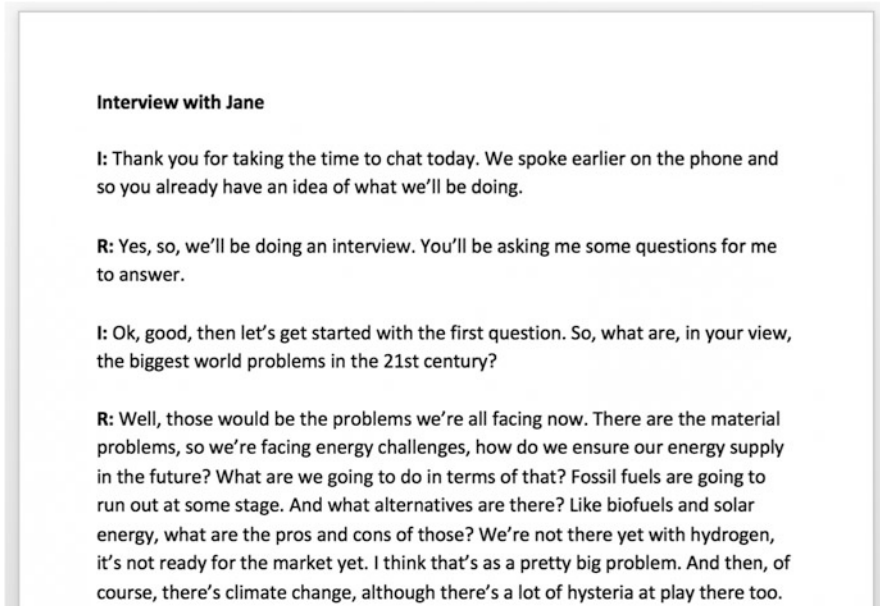 Interview with Jane
I: Thank you for taking the time to chat today. We spoke earlier on the phone and
so you already have an idea of what we’ll be doing.
R: Yes, so, we’ll be doing an interview. You’ll be asking me some questions for me
to answer.
I: Ok, good, then let’s get started with the first question. So, what are, in your view,
the biggest world problems in the 21st century?
R: Well, those would be the problems we’re all facing now. There are the material
problems, so we’re facing energy challenges, how do we ensure our energy supply
in the future? What are we going to do in terms of that? Fossil fuels are going to
run out at some stage. And what alternatives are there? Like biofuels and solar
energy, what are the pros and cons of those? We’re not there yet with hydrogen,
it’s not ready for the market yet. I think that’s as a pretty big problem. And then, of
course, there’s climate change, although there’s a lot of hysteria at play there too.